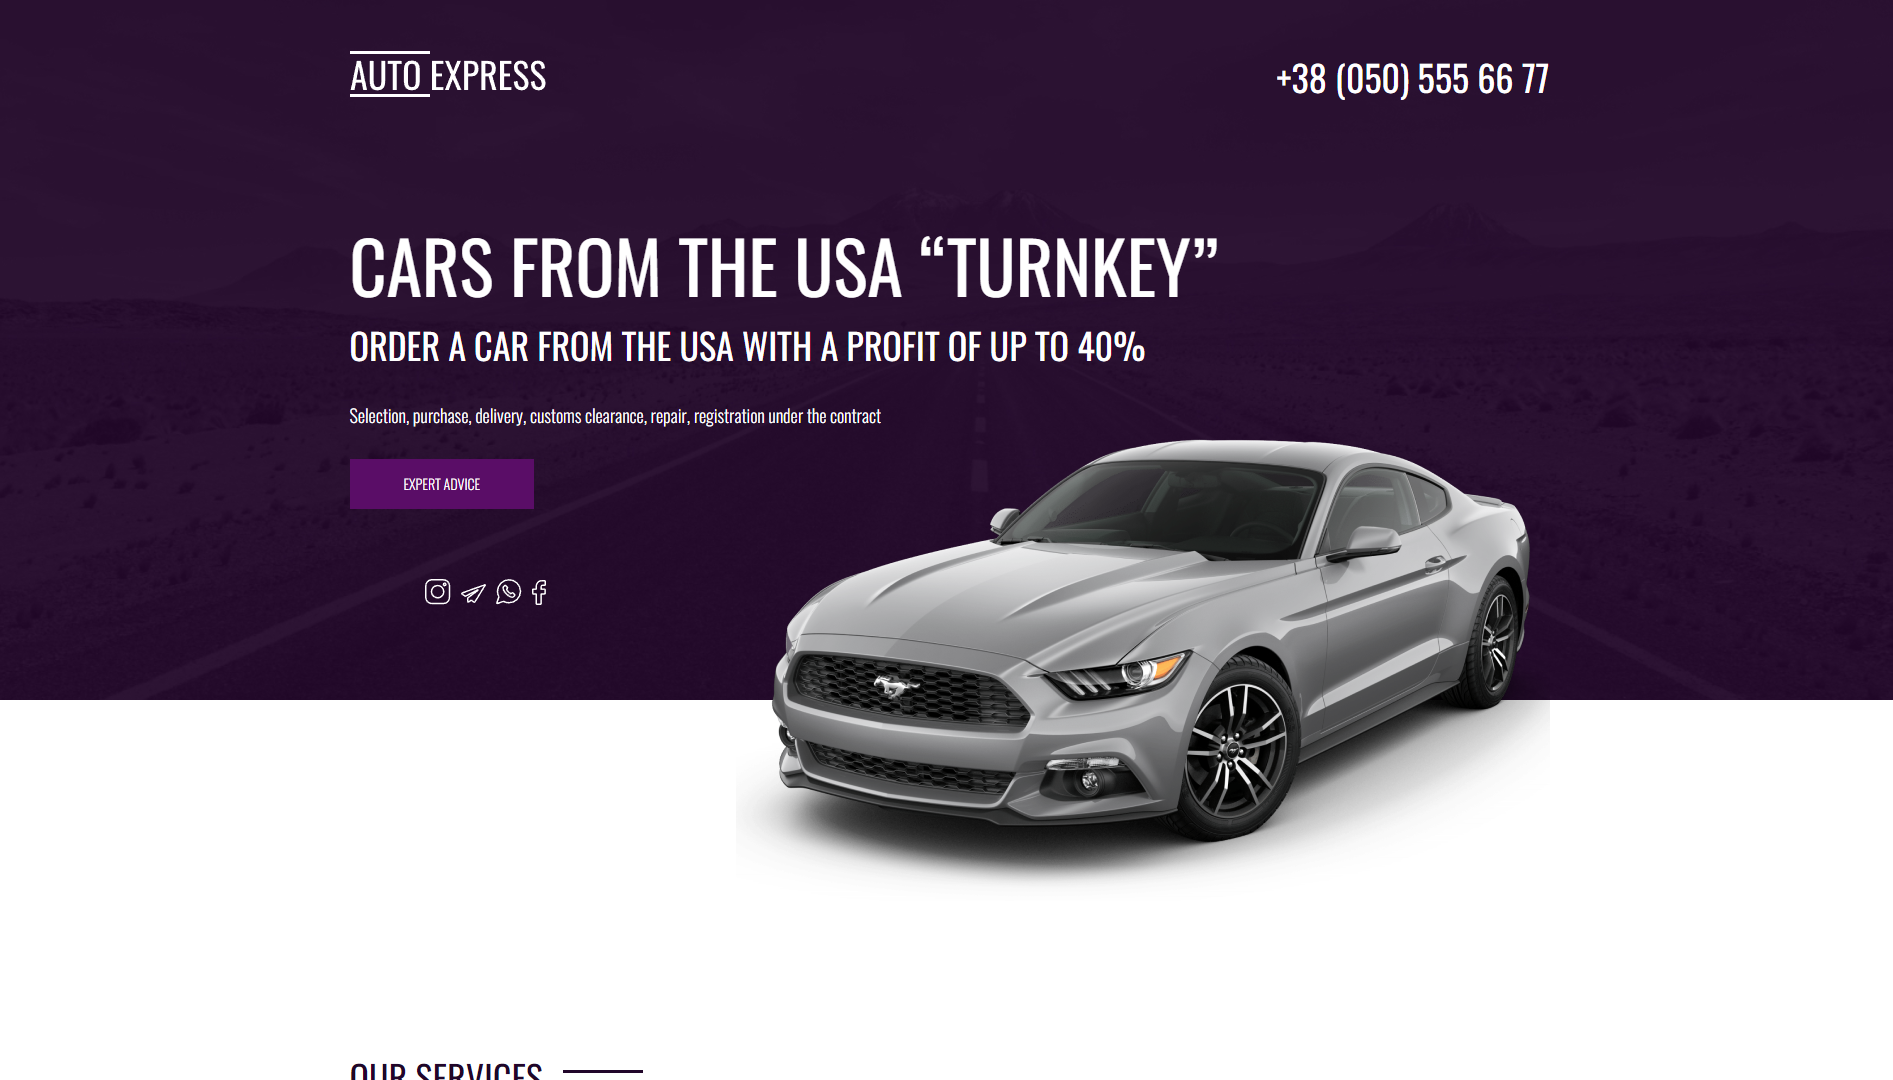 AUTO EXPRESS
+38 (050) 555 66 77
CARS FROM THE USA “TURNKEY”
ORDER A CAR FROM THE USA WITH A PROFIT OF UP TO 40%
Selection, purchase, delivery, customs clearance, repair, registration under the contract
EXPERT ADVICE
OUR SERVICES